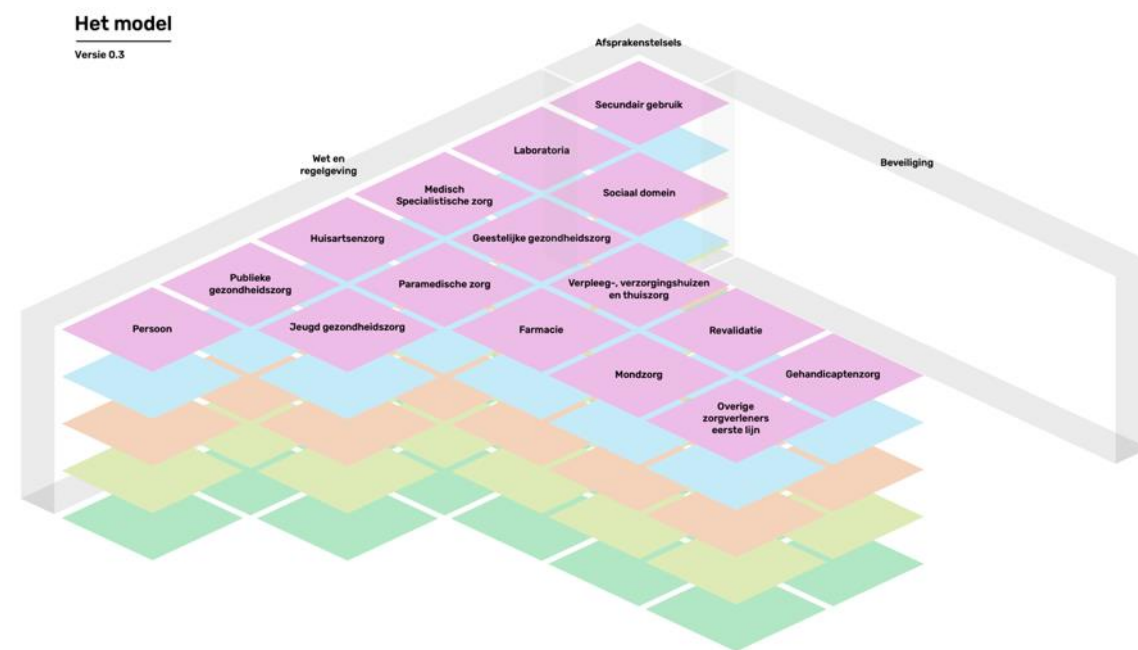 Het model
Versie 0.3
Afsprakenstelsels
Secundair gebruik
Laboratoria
Wet en
regelgeving
Beveiliging
Medisch
Specialistische zorg
Sociaal domein
Huisartsenzorg
Geestelijke gezondheidszorg
Publieke
gezondheidszorg
Paramedische zorg
Verpleeg-, verzorgingshuizen
en thuiszorg
Persoon
Jeugd gezondheidszorg
Farmacie
Revalidatie
Mondzorg
Gehandicaptenzorg
Overige
zorgverleners
eerste lijn